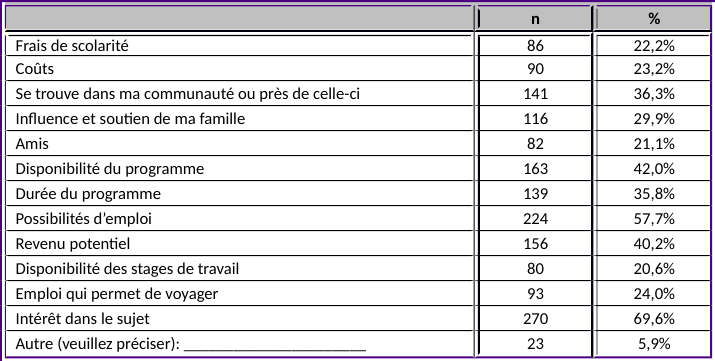 n %
Frais de scolarité 86 22,2%
Coûts 90 23,2%
Se trouve dans ma communauté ou près de celle-ci 141 36,3%
Influence et soutien de ma famille 116 29,9%
Amis 82 21,1%
Disponibilité du programme 163 42,0%
Durée du programme 139 35,8%
Possibilités d’emploi 224 57,7%
Revenu potentiel 156 40,2%
Disponibilité des stages de travail 80 20,6%
Emploi qui permet de voyager 93 24,0%
Intérêt dans le sujet 270 69,6%
Autre (veuillez préciser): ______________________ 23 5,9%